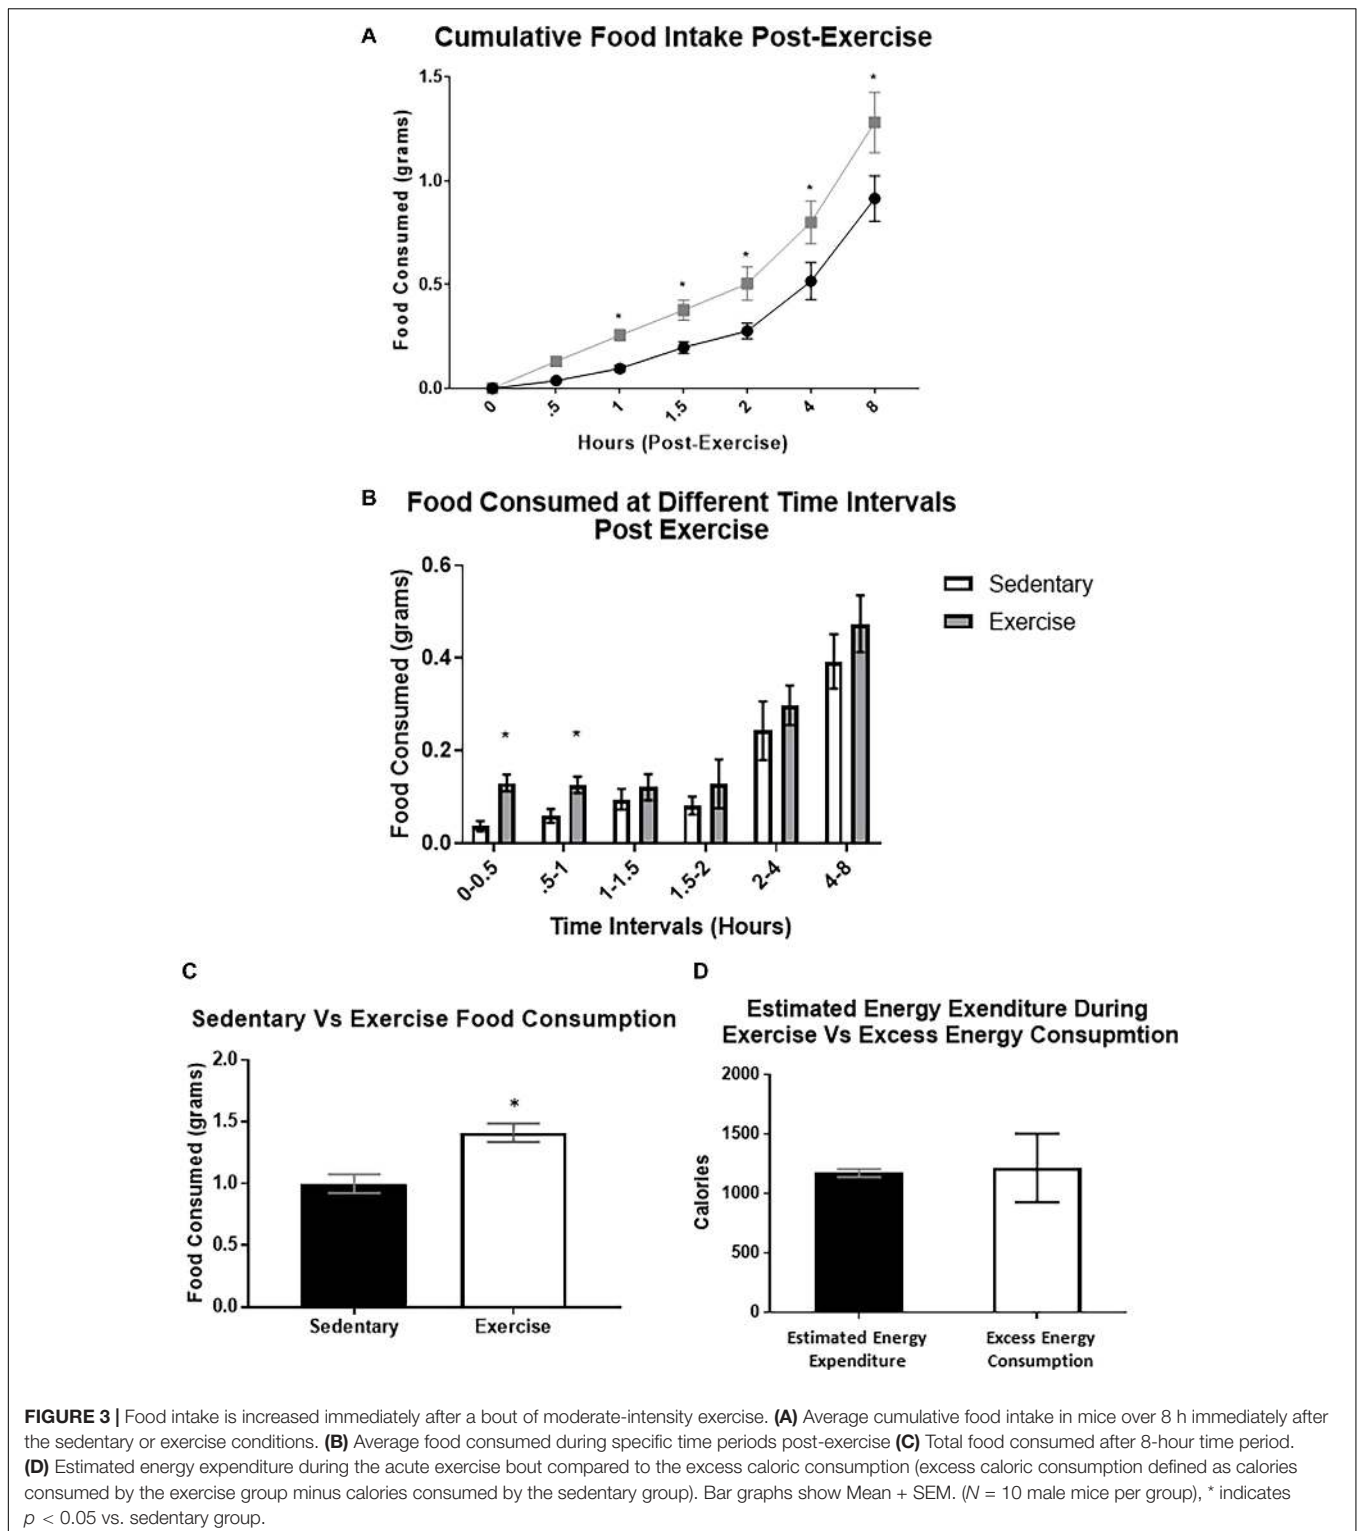 A Cumulative Food Intake Post-Exercise
1.5
1.0
0.5
0.0
Food Consumed (grams)
* * * * *
0 .5 1 1.5 2 4 8
Hours (Post-Exercise)
B Food Consumed at Different Time Intervals
Post Exercise
0.6
0.4
0.2
0.0
Food Consumed (grams)
* *
Sedentary
Exercise
0-0.5 .5-1 1-1.5 1.5-2 2-4 4-8
Time Intervals (Hours)
C
Sedentary Vs Exercise Food Consumption
2.0
1.5
1.0
0.5
0.0
Food Consumed (grams)
*
Sedentary Exercise
D
Estimated Energy Exenditure During
Exercise Vs Excess Energy Consupmtion
2000
1500
1000
500
0
Calories
Estimated Energy
Expenditure
Excess Energy
Consumption
FIGURE 3 | Food intake is increased immediately after a bout of moderate-intensity exercise. (A) Average cumulative food intake in mice over 8 h immediately after
the sedentary or exercise conditions. (B) Average food consumed during specific time periods post-exercise (C) Total food consumed after 8-hour time period.
(D) Estimated energy expenditure during the acute exercise bout compared to the excess caloric consumption (excess caloric consumption defined as calories
consumed by the exercise group minus calories consumed by the sedentary group). Bar graphs show Mean + SEM. (N = 10 male mice per group), * indicates
p < 0.05 vs. sedentary group.